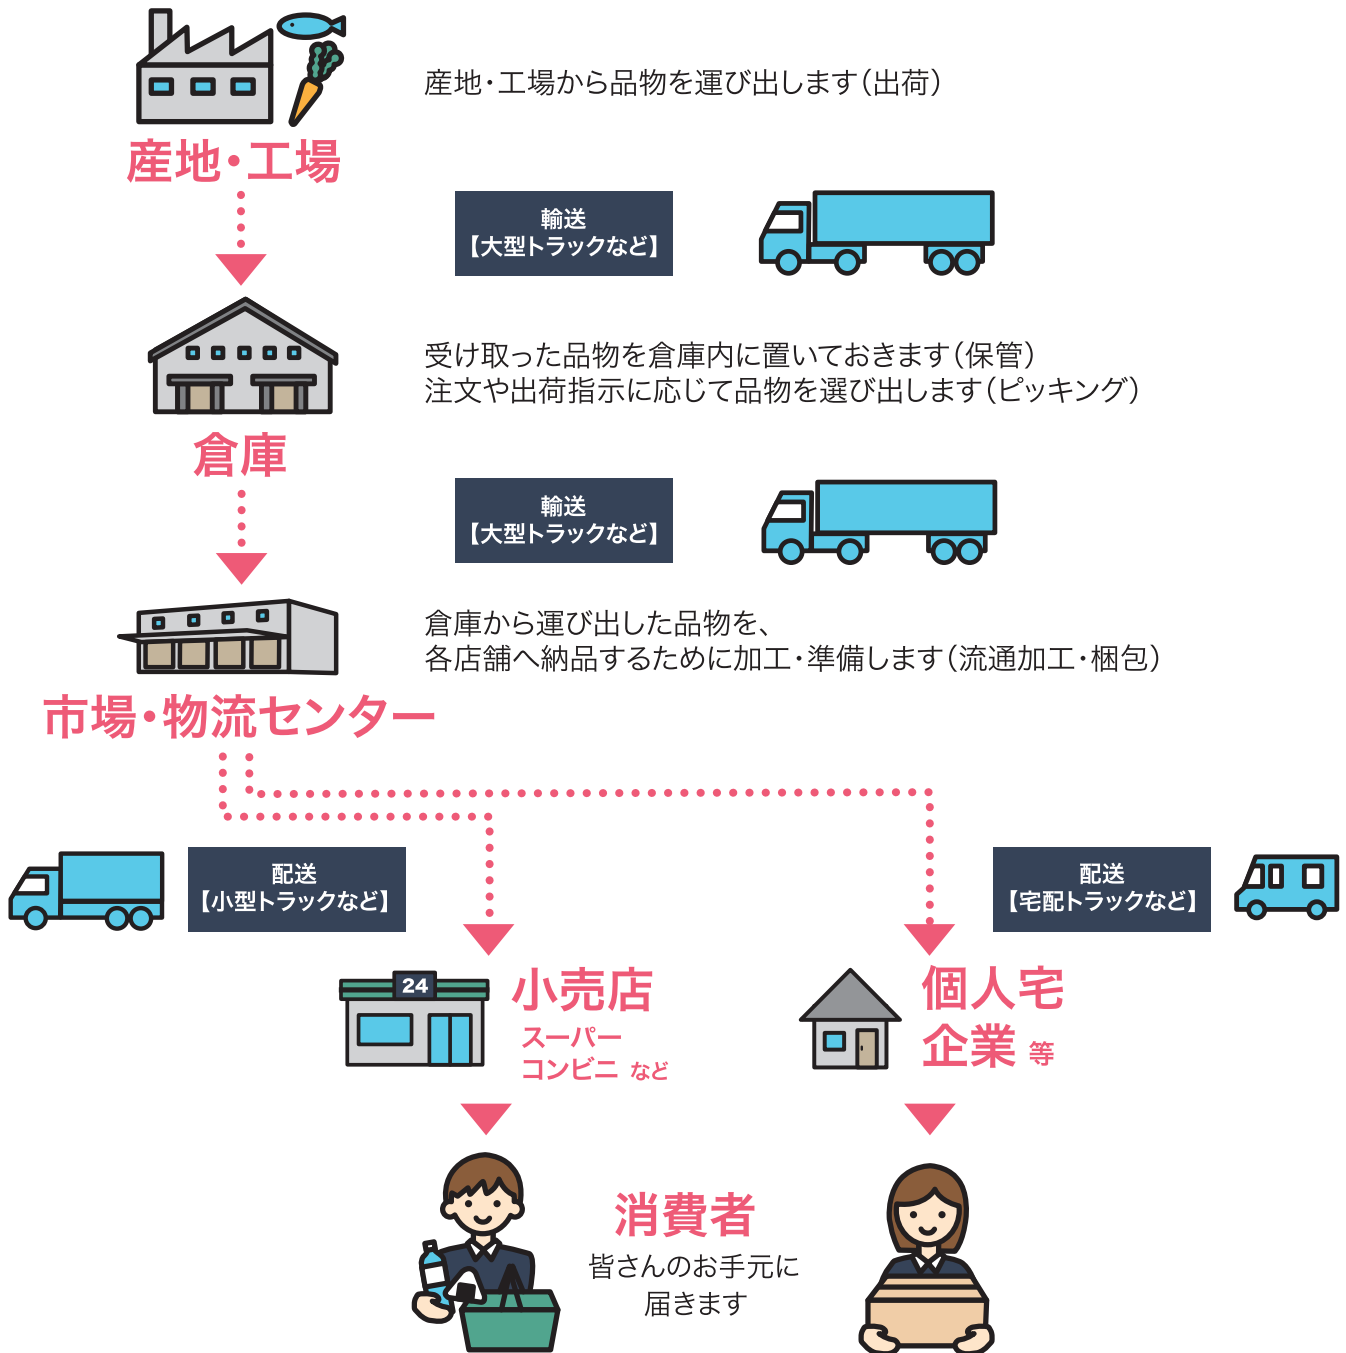 産地・工場から品物を運び出します（出荷）
産地・工場
輸送
【大型トラックなど】
受け取った品物を倉庫内に置いておきます（保管）
注文や出荷指示に応じて品物を選び出します（ピッキング）
倉庫
輸送
【大型トラックなど】
倉庫から運び出した品物を、
各店舗へ納品するために加工・準備します（流通加工・梱包）
市場・物流センター
配送
【小型トラックなど】
配送
【宅配トラックなど】
24
小売店
スーパー
コンビニ など
個人宅
企業 等
消費者
皆さんのお手元に
届きます